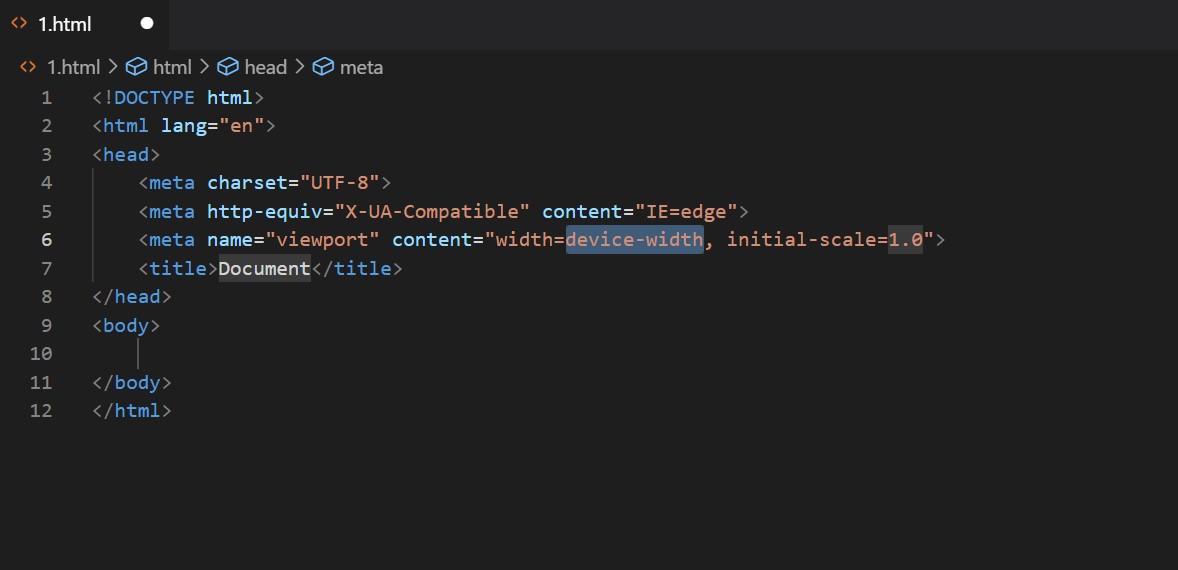 1.html
1.html > html > head > meta
1 <!DOCTYPE html>
2 <html lang="en">
3 <head>
4     <meta charset="UTF-8">
5     <meta http-equiv="X-UA-Compatible" content="IE=edge">
6     <meta name="viewport" content="width=device-width, initial-scale=1.0">
7     <title>Document</title>
8 </head>
9 <body>
10
11 </body>
12 </html>